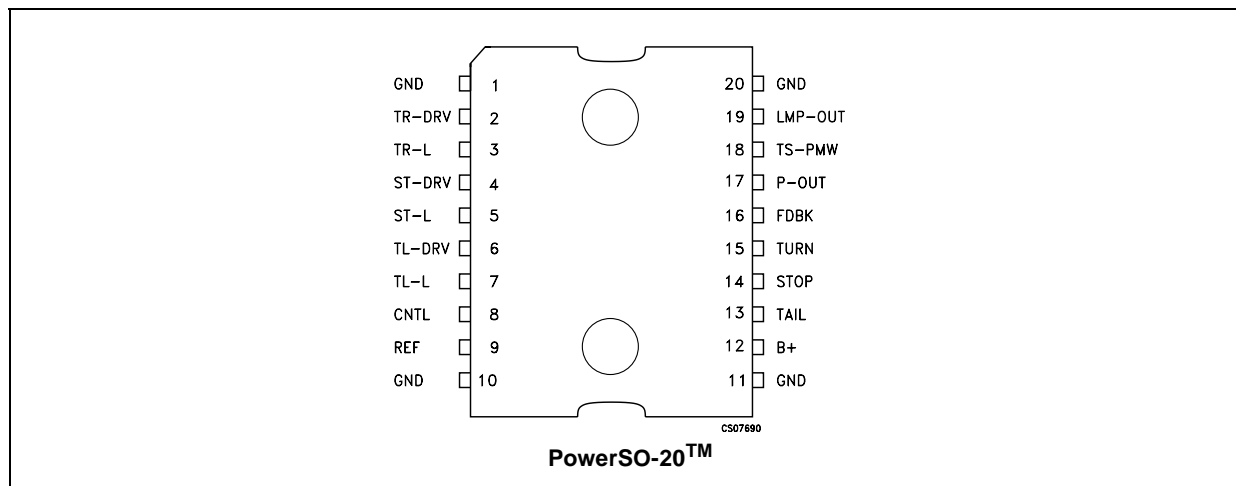 GND 1 20 GND
TR-DRV 2 19 LMP-OUT
TR-L 3 18 TS-PMW
ST-DRV 4 17 P-OUT
ST-L 5 16 FDBK
TL-DRV 6 15 TURN
TL-L 7 14 STOP
CNTL 8 13 TAIL
REF 9 12 B+
GND 10 11 GND
CS07690
PowerSO-20TM